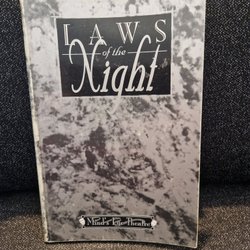 LAWS
of the
Night
Mind's Eye Theatre